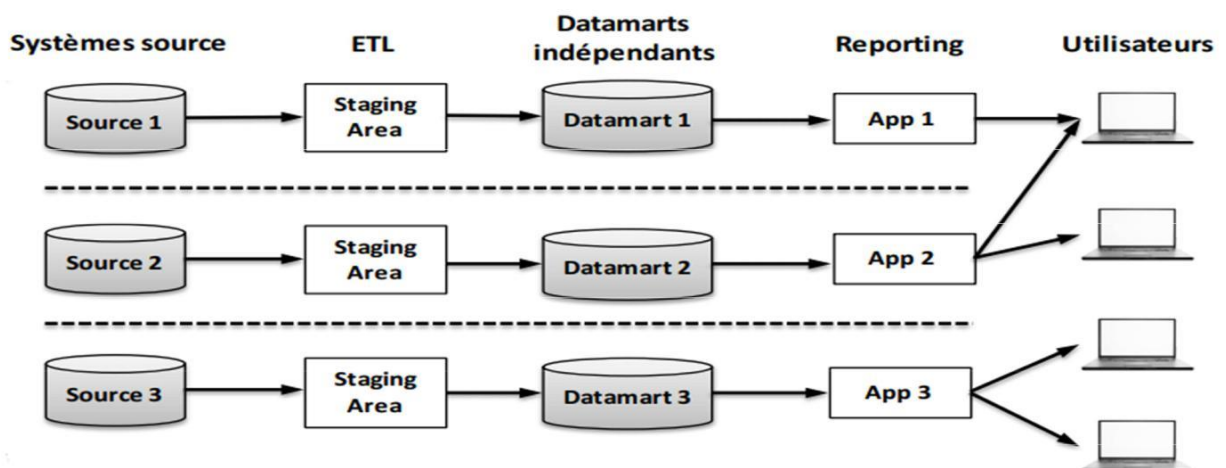 Systèmes source
ETL
Datamarts
indépendants
Reporting
Utilisateurs
Source 1
Staging
Area
Datamart 1
App 1
Source 2
Staging
Area
Datamart 2
App 2
Source 3
Staging
Area
Datamart 3
App 3